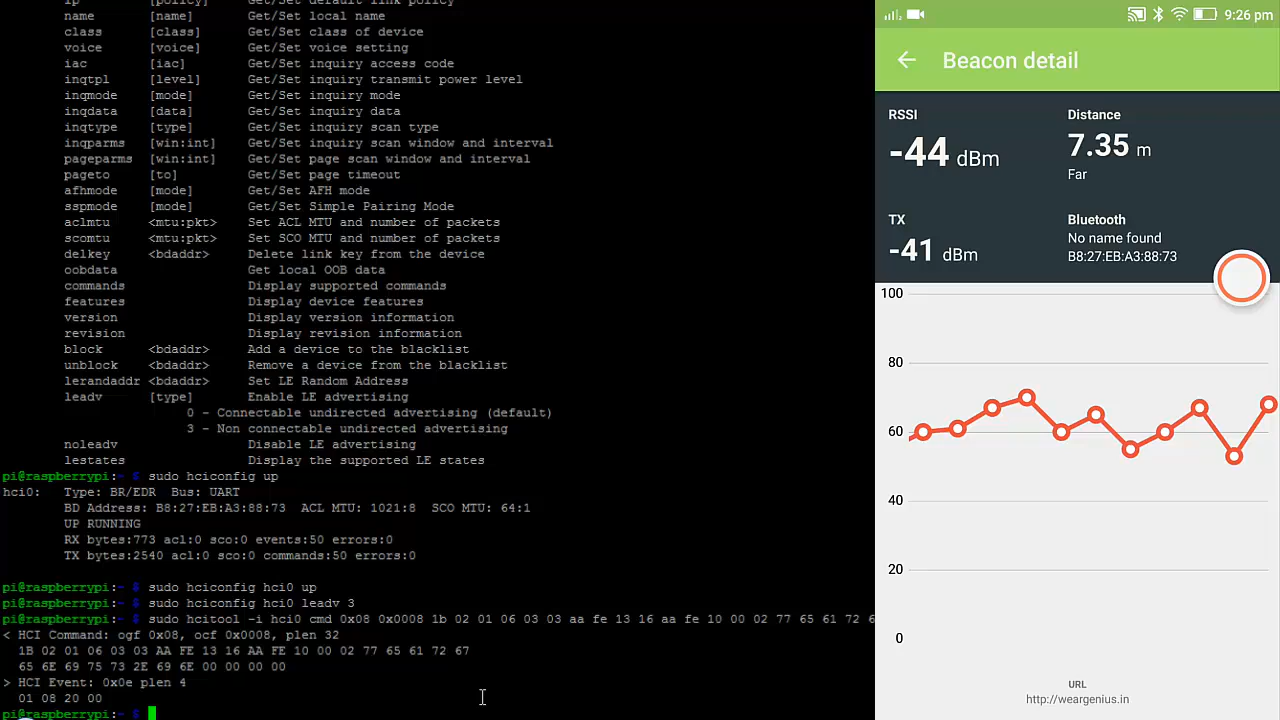 lp [policy] Get/Set default link policy
name [name] Get/Set local name
class [class] Get/Set class of device
voice [voice] Get/Set voice setting
iac [iac] Get/Set inquiry access code
inqtpl [level] Get/Set inquiry transmit power level
inqmode [mode] Get/Set inquiry mode
inqdata [data] Get/Set inquiry data
inqtype [type] Get/Set inquiry scan type
inqparms [win:int] Get/Set inquiry scan window and interval
pageparms [win:int] Get/Set page scan window and interval
pageto [to] Get/Set page timeout
afhmode [mode] Get/Set AFH mode
sspmode [mode] Get/Set Simple Pairing Mode
aclmtu <mtu:pkt> Set ACL MTU and number of packets
scomtu <mtu:pkt> Set SCO MTU and number of packets
delkey <bdaddr> Delete link key from the device
oobdata Get local OOB data
commands Display supported commands
features Display device features
version Display version information
revision Display revision information
block <bdaddr> Add a device to the blacklist
unblock <bdaddr> Remove a device from the blacklist
lerandaddr <bdaddr> Set LE Random Address
leadv [type] Enable LE advertising
0 - Connectable undirected advertising (default)
3 - Non connectable undirected advertising
noleadv Disable LE advertising
lestates Display the supported LE states
pi@raspberrypi:~ $ sudo hciconfig up
hci0: Type: BR/EDR Bus: UART
BD Address: B8:27:EB:A3:88:73 ACL MTU: 1021:8 SCO MTU: 64:1
UP RUNNING
RX bytes:773 acl:0 sco:0 events:50 errors:0
TX bytes:2540 acl:0 sco:0 commands:50 errors:0
pi@raspberrypi:~ $ sudo hciconfig hci0 up
pi@raspberrypi:~ $ sudo hciconfig hci0 leadv 3
pi@raspberrypi:~ $ sudo hcitool -i hci0 cmd 0x08 0x0008 1b 02 01 06 03 03 aa fe 13 16 aa fe 10 00 02 77 65 61 72 6
< HCI Command: ogf 0x08, ocf 0x0008, plen 32
1B 02 01 06 03 03 AA FE 13 16 AA FE 10 00 02 77 65 61 72 67
65 6E 69 75 73 2E 69 6E 00 00 00 00
> HCI Event: 0x0e plen 4
01 08 20 00
pi@raspberrypi:~ $
9:26 pm
Beacon detail
RSSI
-44 dBm
Distance
7.35 m
Far
TX
-41 dBm
Bluetooth
No name found
B8:27:EB:A3:88:73
100
80
60
40
20
0
URL
http://weargenius.in